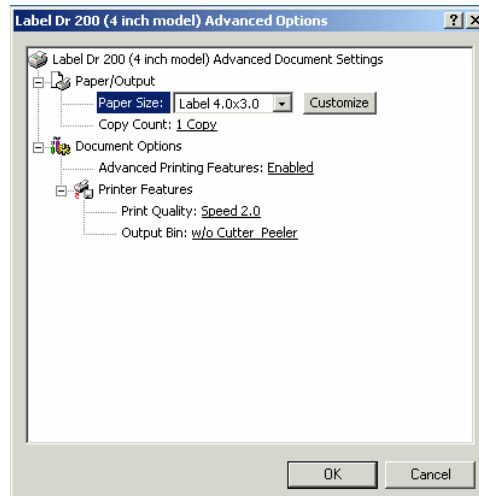 Label Dr 200 (4 inch model) Advanced Options
Label Dr 200 (4 inch model) Advanced Document Settings
Paper/Output
Paper Size: Label 4.0x3.0 Customize
Copy Count: 1 Copy
Document Options
Advanced Printing Features: Enabled
Printer Features
Print Quality: Speed 2.0
Output Bin: w/o Cutter_Peeler
OK Cancel